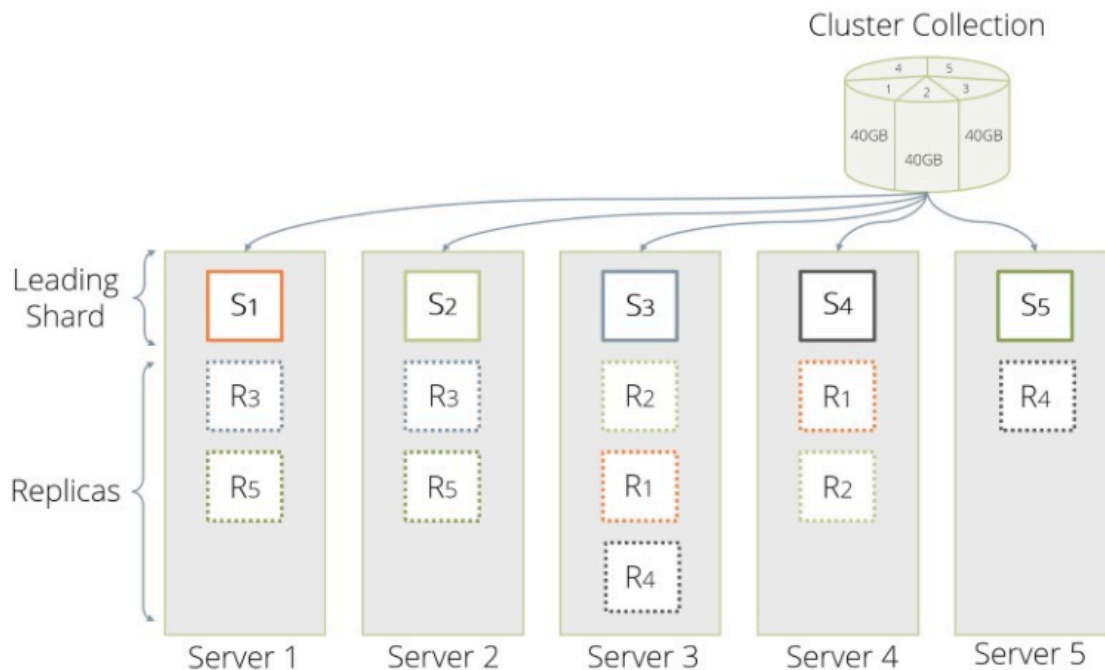 Cluster Collection
4 5
1 2 3
40GB 40GB 40GB
Leading
Shard
S1 S2 S3 S4 S5
R3 R3 R2 R1 R4
Replicas
R5 R5 R1 R2
R4
Server 1 Server 2 Server 3 Server 4 Server 5